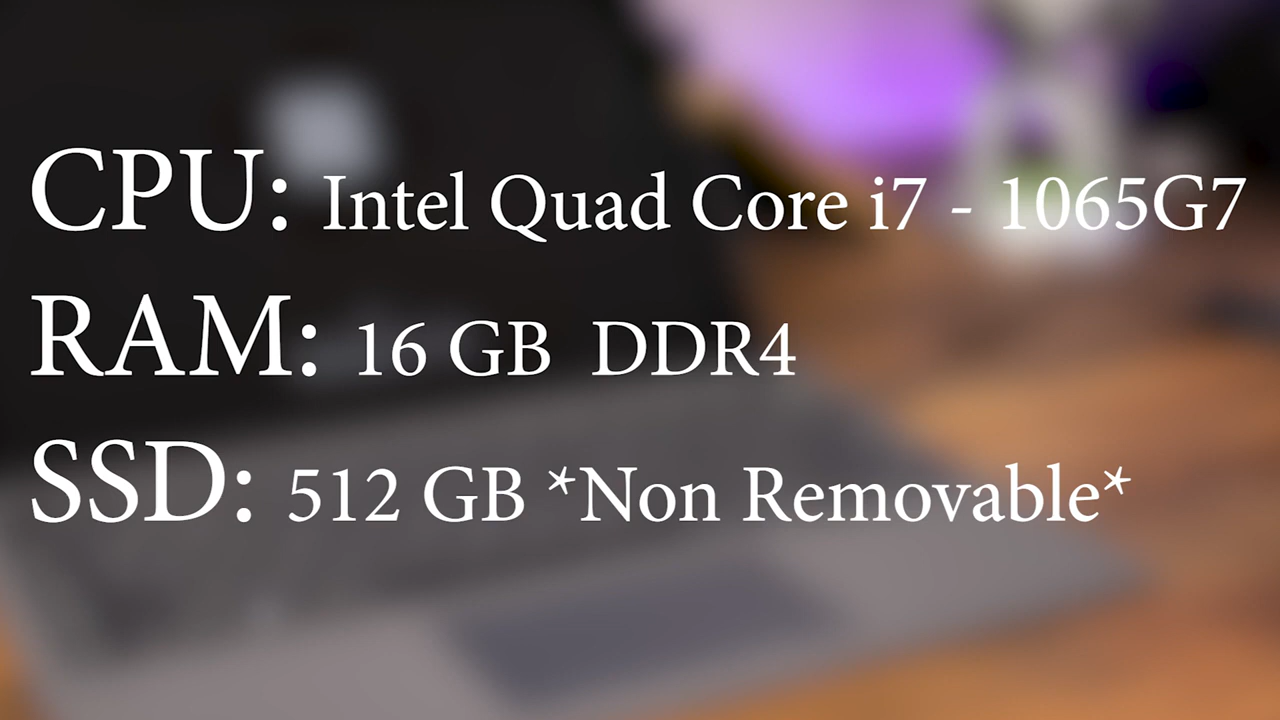 CPU: Intel Quad Core i7 - 1065G7
RAM: 16 GB DDR4
SSD: 512 GB *Non Removable*